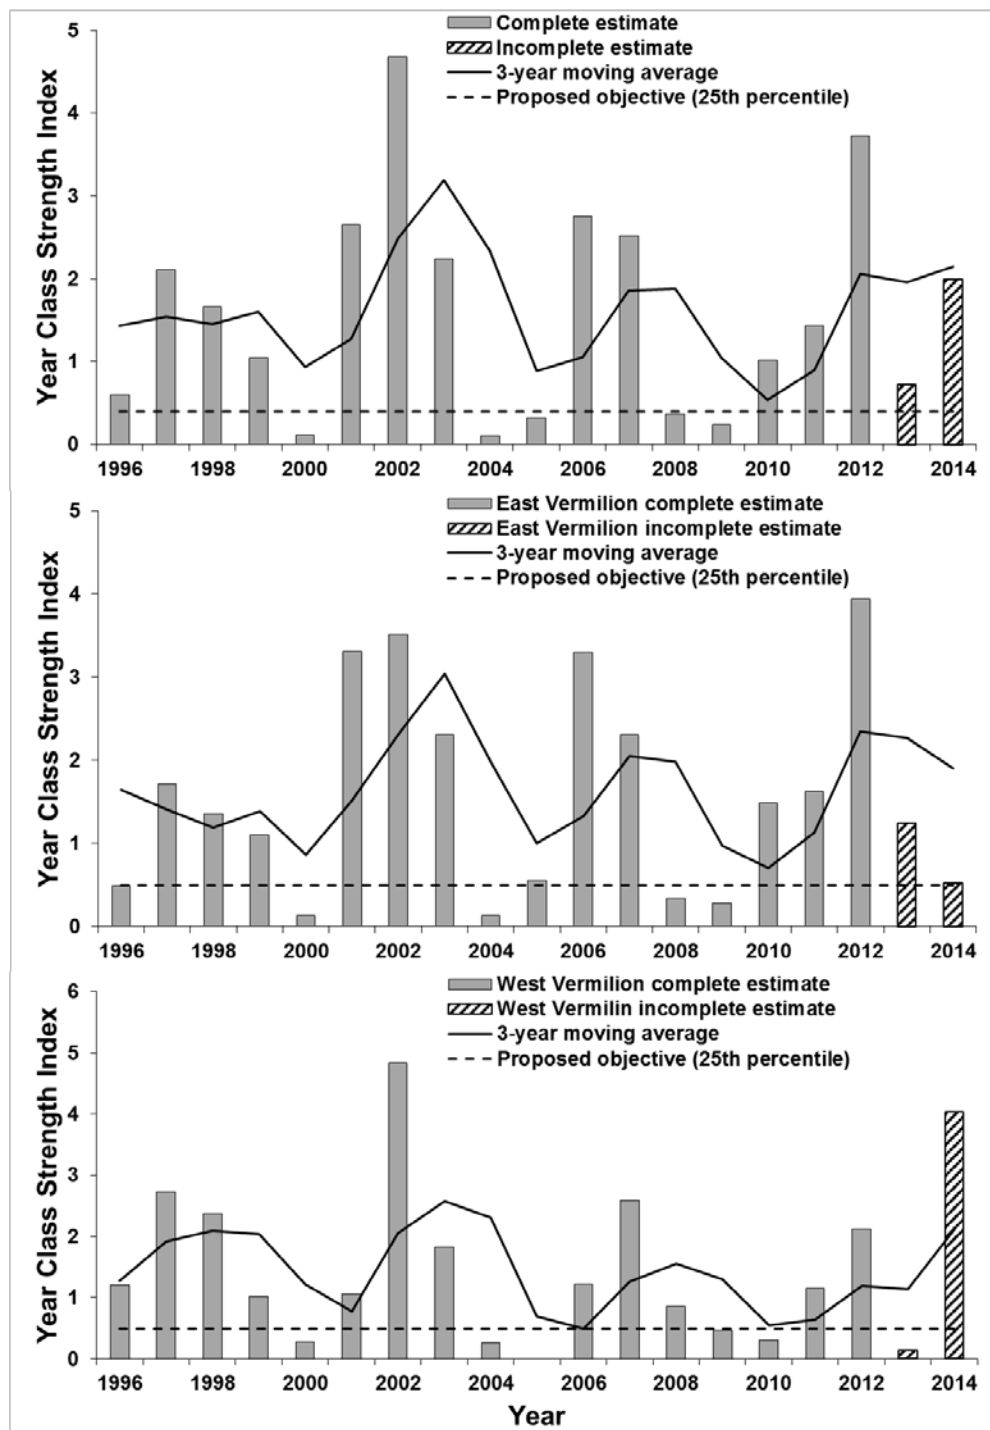 Complete estimate
Incomplete estimate
3-year moving average
Proposed objective (25th percentile)
Year Class Strength Index
5
4
3
2
1
0
1996 1998 2000 2002 2004 2006 2008 2010 2012 2014
East Vermilion complete estimate
East Vermilion incomplete estimate
3-year moving average
Proposed objective (25th percentile)
Year Class Strength Index
5
4
3
2
1
0
1996 1998 2000 2002 2004 2006 2008 2010 2012 2014
West Vermilion complete estimate
West Vermilin incomplete estimate
3-year moving average
Proposed objective (25th percentile)
Year Class Strength Index
6
5
4
3
2
1
0
1996 1998 2000 2002 2004 2006 2008 2010 2012 2014
Year